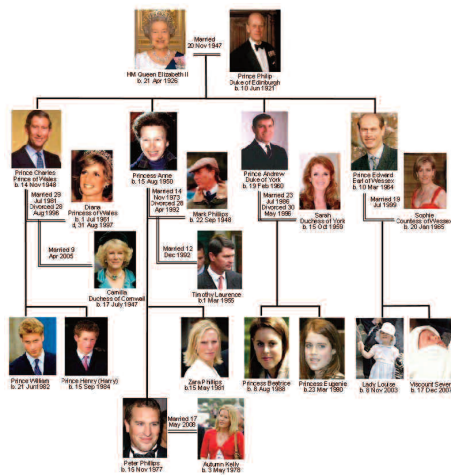 Married
20 Nov 1947
HM Queen Elizabeth II
b. 21 Apr 1926
Prince Philip
Duke of Edinburgh
b. 10 Jun 1921
Prince Charles
Prince of Wales
b. 14 Nov 1948
Princess Anne
b. 15 Aug 1950
Prince Andrew
Duke of York
b. 19 Feb 1960
Prince Edward
Earl of Wessex
b. 10 Mar 1964
Married
29 Jul 1981
Divorced 28
Aug 1996
Diana
Princess of Wales
b. 1 Jul 1961
d. 31 Aug 1997
Married 14
Nov 1973
Divorced 28
Apr 1992
Mark Phillips
b. 22 Sep 1948
Married 23
Jul 1986
Divorced 30
May 1996
Sarah
Duchess of York
b. 15 Oct 1959
Married 19
Jul 1999
Sophie
Countess of Wessex
b. 20 Jan 1965
Married 9
Apr 2005
Camilla
Duchess of Cornwall
b. 17 July 1947
Married 12
Dec 1992
Timothy Laurence
b.1 Mar 1955
Prince William
b. 21 Jun1982
Prince Henry (Harry)
b. 15 Sep 1984
Zara Phillips
b.15 May 1981
Princess Beatrice
b. 8 Aug 1988
Princess Eugenie
b.23 Mar 1990
Lady Louise
b. 8 Nov 2003
Viscount Severn
b. 17 Dec 2007
Peter Phillips
b. 15 Nov 1977
Married 17
May 2008
Autumn Kelly
b. 3 May 1978